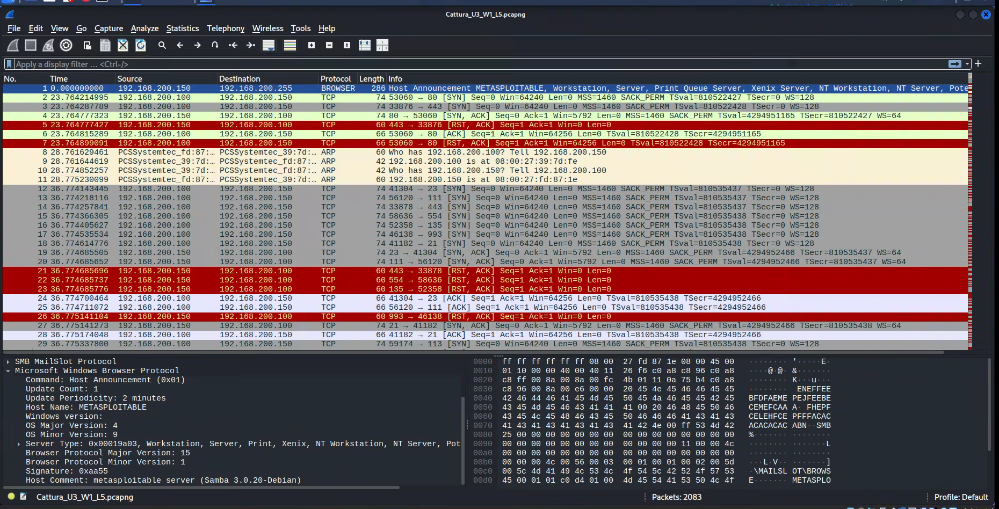 Cattura_U3_W1_L5.pcapng
File Edit View Go Capture Analyze Statistics Telephony Wireless Tools Help
Apply a display filter … <Ctrl-/>
No. Time Source Destination Protocol Length Info
1 0.000000000 192.168.200.150 192.168.200.255 BROWSER 286 Host Announcement METASPLOITABLE, Workstation, Server, Print Queue Server, Xenix Server, NT Workstation, NT Server, Pote
2 23.764214995 192.168.200.100 192.168.200.150 TCP 74 53060 → 80 [SYN] Seq=0 Win=64240 Len=0 MSS=1460 SACK_PERM TSval=810522427 TSecr=0 WS=128
3 23.764287789 192.168.200.100 192.168.200.150 TCP 74 33876 → 443 [SYN] Seq=0 Win=64240 Len=0 MSS=1460 SACK_PERM TSval=810522428 TSecr=0 WS=128
4 23.764777323 192.168.200.150 192.168.200.100 TCP 74 80 → 53060 [SYN, ACK] Seq=0 Ack=1 Win=5792 Len=0 MSS=1460 SACK_PERM TSval=4294951165 TSecr=810522427 WS=64
5 23.764777427 192.168.200.150 192.168.200.100 TCP 60 443 → 33876 [RST, ACK] Seq=1 Ack=1 Win=0 Len=0
6 23.764815289 192.168.200.100 192.168.200.150 TCP 66 53060 → 80 [ACK] Seq=1 Ack=1 Win=64256 Len=0 TSval=810522428 TSecr=4294951165
7 23.764899091 192.168.200.100 192.168.200.150 TCP 66 53060 → 80 [RST, ACK] Seq=1 Ack=1 Win=64256 Len=0 TSval=810522428 TSecr=4294951165
8 28.761629461 PCSSystemtec_fd:87:… PCSSystemtec_39:7d:… ARP 60 Who has 192.168.200.100? Tell 192.168.200.150
9 28.761644619 PCSSystemtec_39:7d:… PCSSystemtec_fd:87:… ARP 42 192.168.200.100 is at 08:00:27:39:7d:fe
10 28.774852257 PCSSystemtec_39:7d:… PCSSystemtec_fd:87:… ARP 42 Who has 192.168.200.150? Tell 192.168.200.100
11 28.775230099 PCSSystemtec_fd:87:… PCSSystemtec_39:7d:… ARP 60 192.168.200.150 is at 08:00:27:fd:87:1e
12 36.774143445 192.168.200.100 192.168.200.150 TCP 74 41304 → 23 [SYN] Seq=0 Win=64240 Len=0 MSS=1460 SACK_PERM TSval=810535437 TSecr=0 WS=128
13 36.774218116 192.168.200.100 192.168.200.150 TCP 74 56120 → 111 [SYN] Seq=0 Win=64240 Len=0 MSS=1460 SACK_PERM TSval=810535437 TSecr=0 WS=128
14 36.774257841 192.168.200.100 192.168.200.150 TCP 74 33878 → 443 [SYN] Seq=0 Win=64240 Len=0 MSS=1460 SACK_PERM TSval=810535437 TSecr=0 WS=128
15 36.774366305 192.168.200.100 192.168.200.150 TCP 74 58636 → 554 [SYN] Seq=0 Win=64240 Len=0 MSS=1460 SACK_PERM TSval=810535438 TSecr=0 WS=128
16 36.774405627 192.168.200.100 192.168.200.150 TCP 74 52358 → 135 [SYN] Seq=0 Win=64240 Len=0 MSS=1460 SACK_PERM TSval=810535438 TSecr=0 WS=128
17 36.774535534 192.168.200.100 192.168.200.150 TCP 74 46138 → 993 [SYN] Seq=0 Win=64240 Len=0 MSS=1460 SACK_PERM TSval=810535438 TSecr=0 WS=128
18 36.774614776 192.168.200.100 192.168.200.150 TCP 74 41182 → 21 [SYN] Seq=0 Win=64240 Len=0 MSS=1460 SACK_PERM TSval=810535438 TSecr=0 WS=128
19 36.774685505 192.168.200.150 192.168.200.100 TCP 74 23 → 41304 [SYN, ACK] Seq=0 Ack=1 Win=5792 Len=0 MSS=1460 SACK_PERM TSval=4294952466 TSecr=810535437 WS=64
20 36.774685652 192.168.200.150 192.168.200.100 TCP 74 111 → 56120 [SYN, ACK] Seq=0 Ack=1 Win=5792 Len=0 MSS=1460 SACK_PERM TSval=4294952466 TSecr=810535437 WS=64
21 36.774685696 192.168.200.150 192.168.200.100 TCP 60 443 → 33878 [RST, ACK] Seq=1 Ack=1 Win=0 Len=0
22 36.774685737 192.168.200.150 192.168.200.100 TCP 60 554 → 58636 [RST, ACK] Seq=1 Ack=1 Win=0 Len=0
23 36.774685776 192.168.200.150 192.168.200.100 TCP 60 135 → 52358 [RST, ACK] Seq=1 Ack=1 Win=0 Len=0
24 36.774700464 192.168.200.100 192.168.200.150 TCP 66 41304 → 23 [ACK] Seq=1 Ack=1 Win=64256 Len=0 TSval=810535438 TSecr=4294952466
25 36.774711072 192.168.200.100 192.168.200.150 TCP 66 56120 → 111 [ACK] Seq=1 Ack=1 Win=64256 Len=0 TSval=810535438 TSecr=4294952466
26 36.775141104 192.168.200.150 192.168.200.100 TCP 60 993 → 46138 [RST, ACK] Seq=1 Ack=1 Win=0 Len=0
27 36.775141273 192.168.200.150 192.168.200.100 TCP 74 21 → 41182 [SYN, ACK] Seq=0 Ack=1 Win=5792 Len=0 MSS=1460 SACK_PERM TSval=4294952466 TSecr=810535438 WS=64
28 36.775174048 192.168.200.100 192.168.200.150 TCP 66 41182 → 21 [ACK] Seq=1 Ack=1 Win=64256 Len=0 TSval=810535438 TSecr=4294952466
29 36.775337800 192.168.200.100 192.168.200.150 TCP 74 59174 → 113 [SYN] Seq=0 Win=64240 Len=0 MSS=1460 SACK_PERM TSval=810535438 TSecr=0 WS=128
SMB MailSlot Protocol
Microsoft Windows Browser Protocol
Command: Host Announcement (0x01)
Update Count: 1
Update Periodicity: 2 minutes
Host Name: METASPLOITABLE
Windows version:
OS Major Version: 4
OS Minor Version: 9
Server Type: 0x00019a03, Workstation, Server, Print, Xenix, NT Workstation, NT Server, Pot
Browser Protocol Major Version: 15
Browser Protocol Minor Version: 1
Signature: 0xaa55
Host Comment: metasploitable server (Samba 3.0.20-Debian)
0000 ff ff ff ff ff ff 08 00 27 fd 87 1e 08 00 45 00 ········ '·····E·
0010 01 10 00 00 40 00 40 11 26 f6 c0 a8 c8 96 c0 a8 ····@·@· &·······
0020 c8 ff 00 8a 00 8a 00 fc 4b 01 11 0a 75 b4 c0 a8 ········ K···u···
0030 c8 96 00 8a 00 e6 00 00 20 45 4e 45 46 46 45 45 ········ ENEFFEE
0040 42 46 44 46 41 45 4d 45 50 45 4a 46 45 45 42 45 BFDFAEME PEJFEEBE
0050 43 45 4d 45 46 43 41 41 41 00 20 46 48 45 50 46 CEMEFCAA A· FHEPF
0060 43 45 4c 45 48 46 43 45 50 46 46 46 41 43 41 43 CELEHFCE PFFFACAC
0070 41 43 41 43 41 43 41 43 41 42 4e 00 ff 53 4d 42 ACACACAC ABN··SMB
0080 25 00 00 00 00 00 00 00 00 00 00 00 00 00 00 00 %······· ········
0090 00 00 00 00 00 00 00 00 00 00 00 00 11 00 00 4c ········ ·······L
00a0 00 00 00 00 00 00 00 00 00 00 00 00 00 00 00 00 ········ ········
00b0 00 00 00 4c 00 56 00 03 00 01 00 01 00 02 00 5d ···L·V·· ·······]
00c0 00 5c 4d 41 49 4c 53 4c 4f 54 5c 42 52 4f 57 53 ·\MAILSL OT\BROWS
00d0 45 00 01 01 c0 d4 01 00 4d 45 54 41 53 50 4c 4f E······· METASPLO
Cattura_U3_W1_L5.pcapng
Packets: 2083
Profile: Default